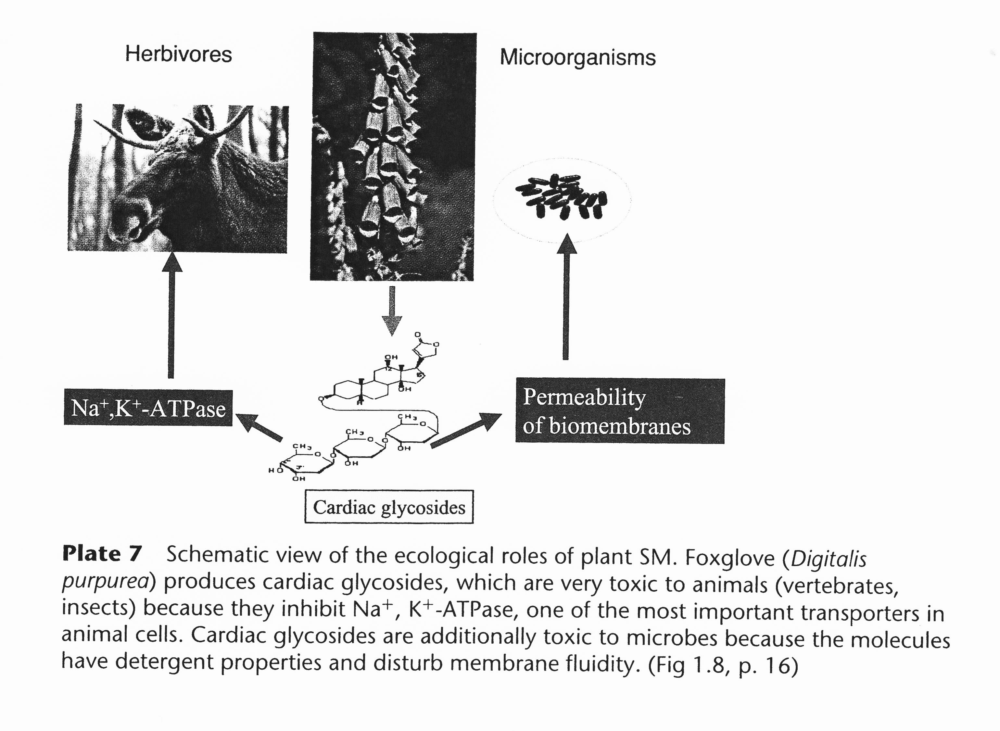 Herbivores
Microorganisms
O
O
OH
12
16
OH
O
H
CH3
O
CH3
O
O
OH
CH3
O
O
OH
HO
3'
OH
Na+,K+-ATPase
Permeability
of biomembranes
Cardiac glycosides
Plate 7 Schematic view of the ecological roles of plant SM. Foxglove (Digitalis
purpurea) produces cardiac glycosides, which are very toxic to animals (vertebrates,
insects) because they inhibit Na+, K+-ATPase, one of the most important transporters in
animal cells. Cardiac glycosides are additionally toxic to microbes because the molecules
have detergent properties and disturb membrane fluidity. (Fig 1.8, p. 16)